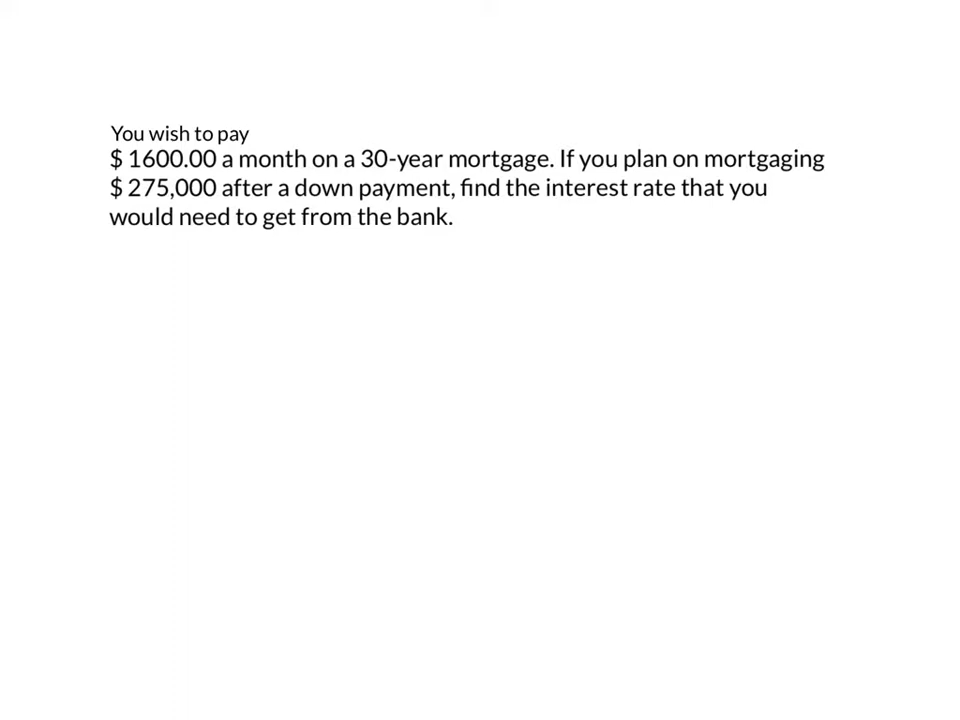 You wish to pay
$ 1600.00 a month on a 30-year mortgage. If you plan on mortgaging
$ 275,000 after a down payment, find the interest rate that you
would need to get from the bank.